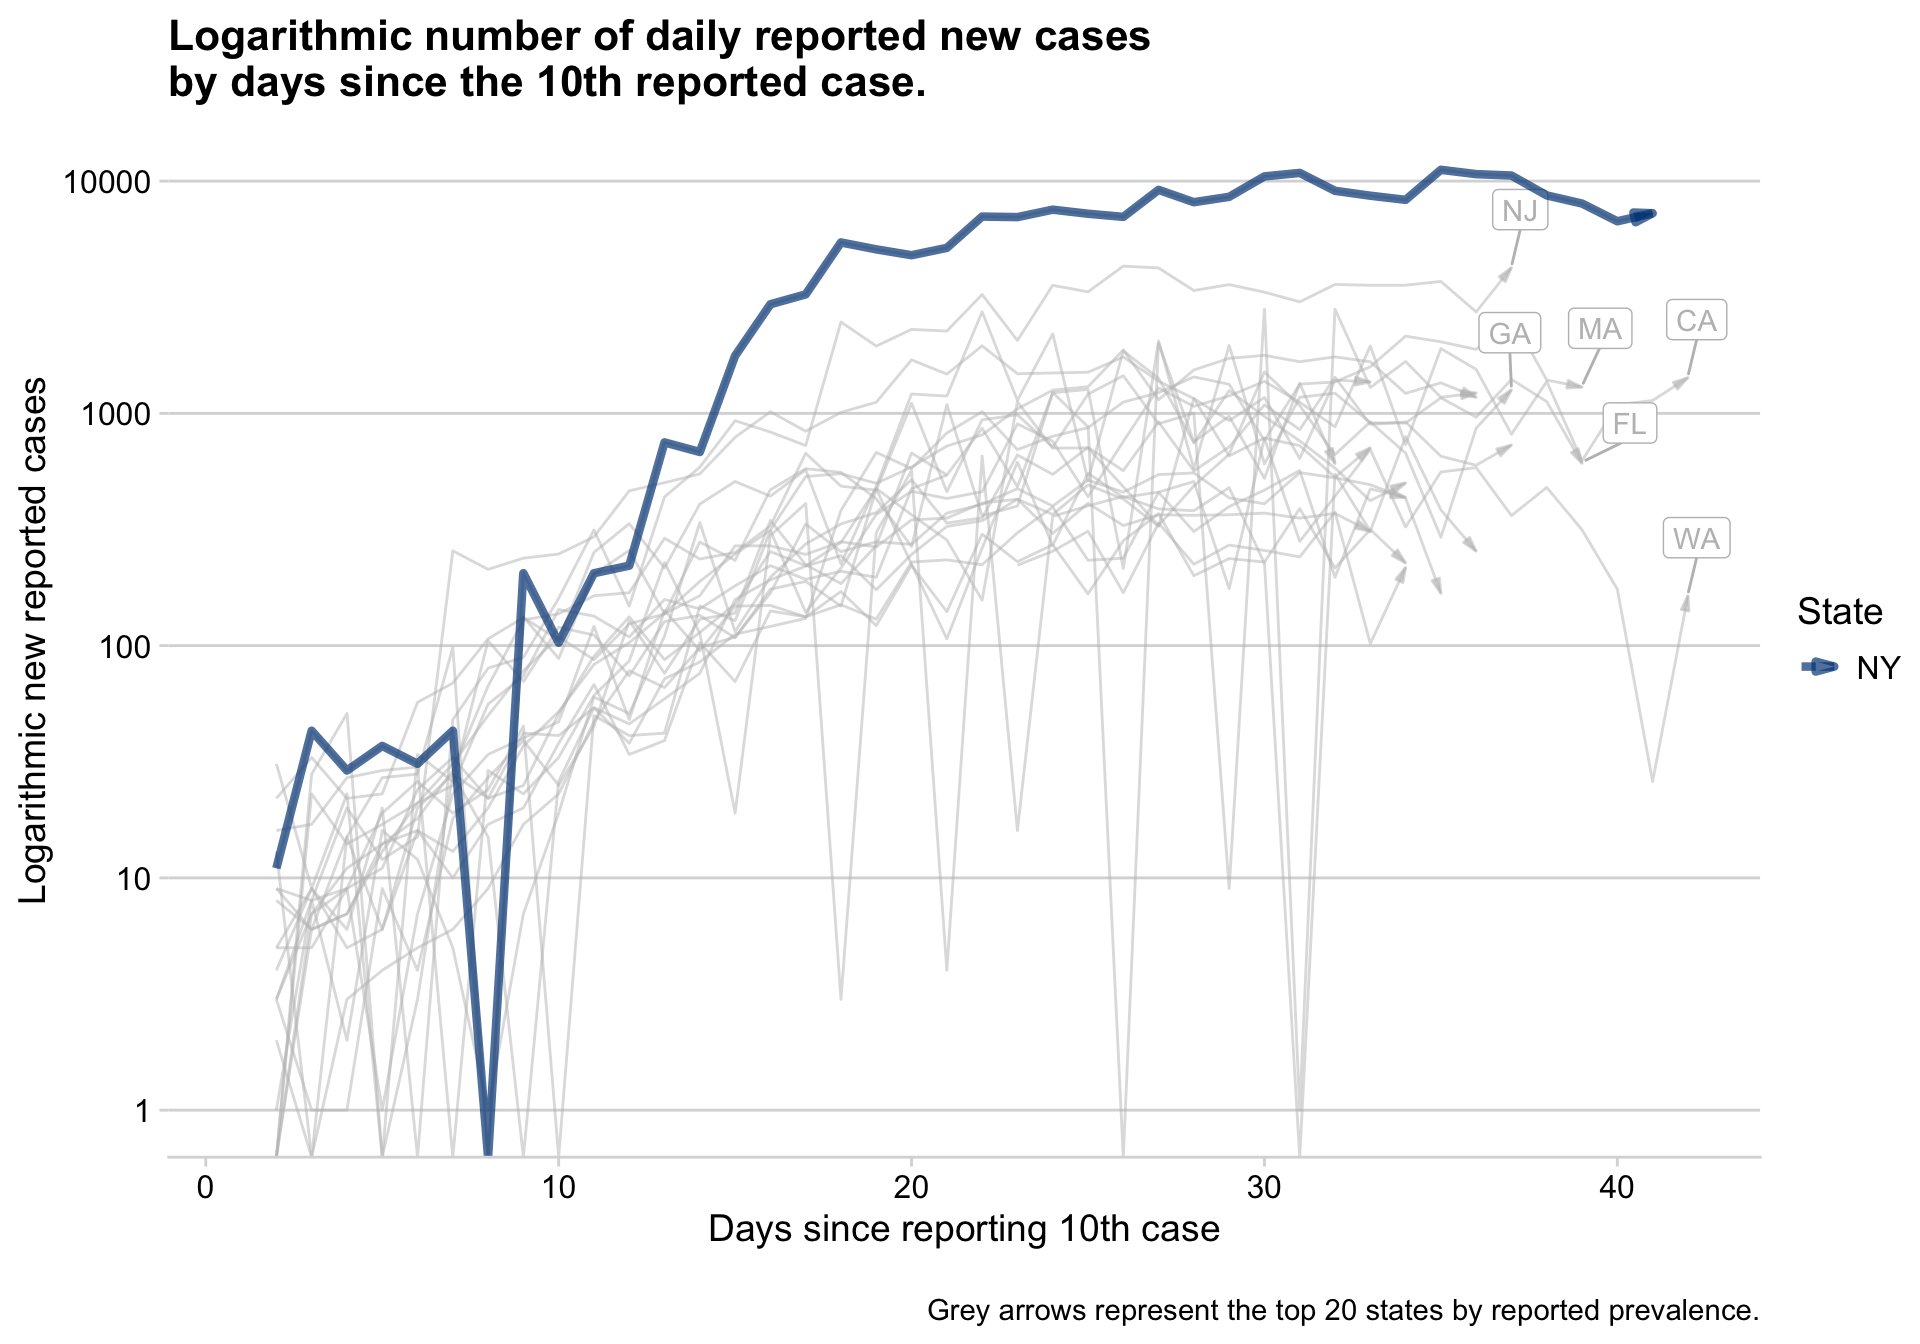 Logarithmic number of daily reported new cases
by days since the 10th reported case.
Logarithmic new reported cases
10000
1000
100
10
1
NJ
GA
MA
CA
FL
WA
State
NY
0
10
20
30
40
Days since reporting 10th case
Grey arrows represent the top 20 states by reported prevalence.